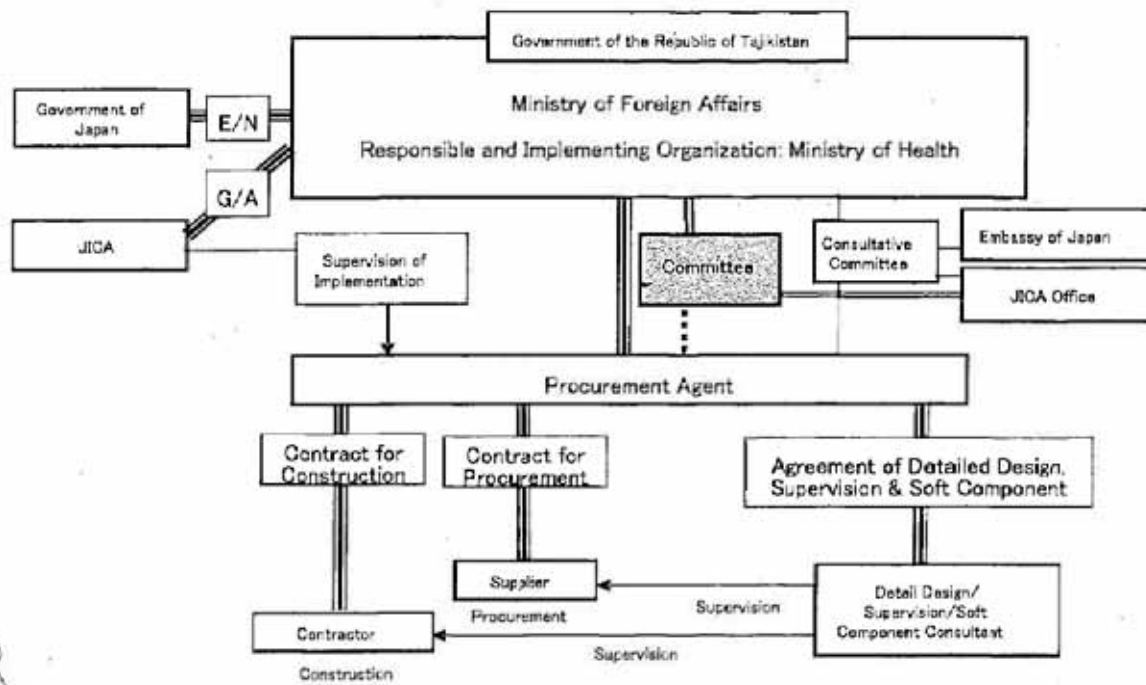 Government of the Republic of Tajikistan
Ministry of Foreign Affairs
Responsible and Implementing Organization: Ministry of Health
Government of
Japan
E/N
G/A
JICA
Supervision of
Implementation
Committee
Consultative
Committee
Embassy of Japan
JICA Office
Procurement Agent
Contract for
Construction
Contract for
Procurement
Agreement of Detailed Design,
Supervision & Soft Component
Supplier
Procurement
Supervision
Detail Design/
Supervision/Soft
Component Consultant
Contractor
Construction
Supervision